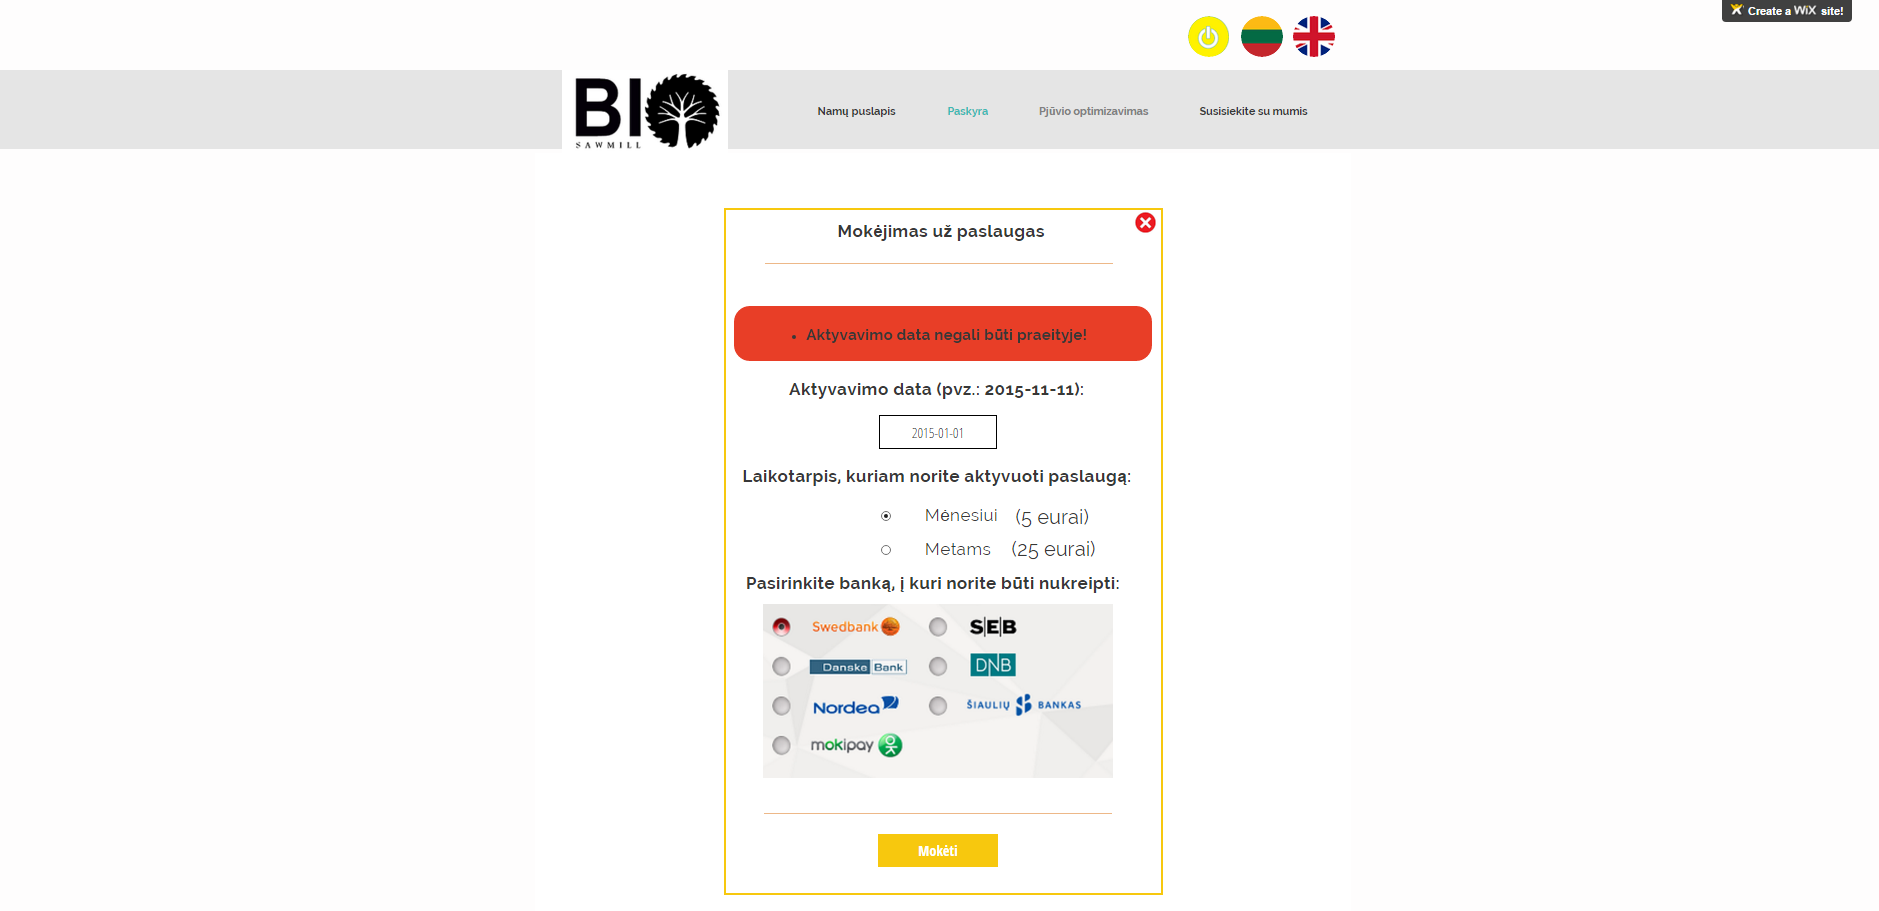 Create a WiX site!
BIO
SAWMILL
Namų puslapis
Paskyra
Pjūvio optimizavimas
Susisiekite su mumis
Mokėjimas už paslaugas
• Aktyvavimo data negali būti praeityje!
Aktyvavimo data (pvz.: 2015-11-11):
2015-01-01
Laikotarpis, kuriam norite aktyvuoti paslaugą:
Mėnesiui (5 eurai)
Metams (25 eurai)
Pasirinkite banką, į kuri norite būti nukreipti:
Swedbank SEB
Danske Bank DNB
Nordea ŠIAULIŲ BANKAS
mokipay
Mokėti